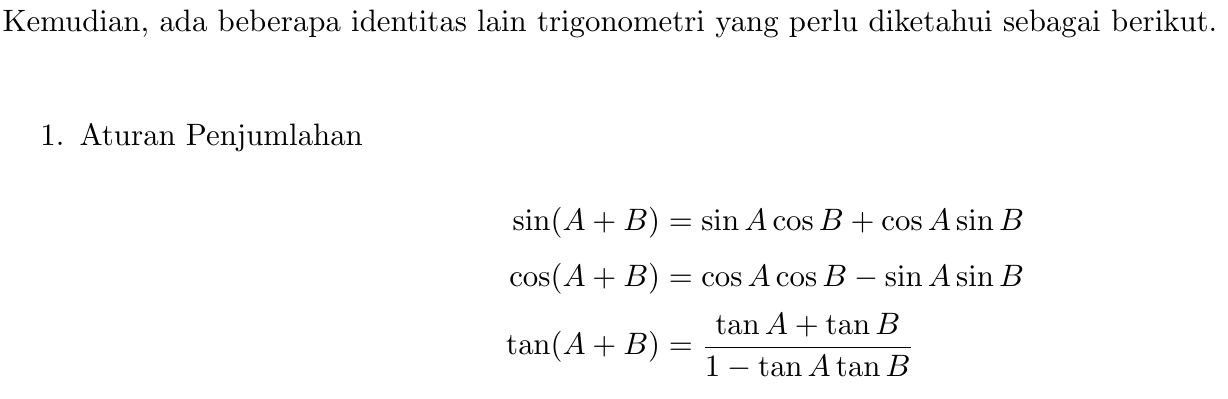 Kemudian, ada beberapa identitas lain trigonometri yang perlu diketahui sebagai berikut.
1. Aturan Penjumlahan
sin(A + B) = sin A cos B + cos A sin B
cos(A + B) = cos A cos B − sin A sin B
tan(A + B) = \frac{tan A + tan B}{1 − tan A tan B}